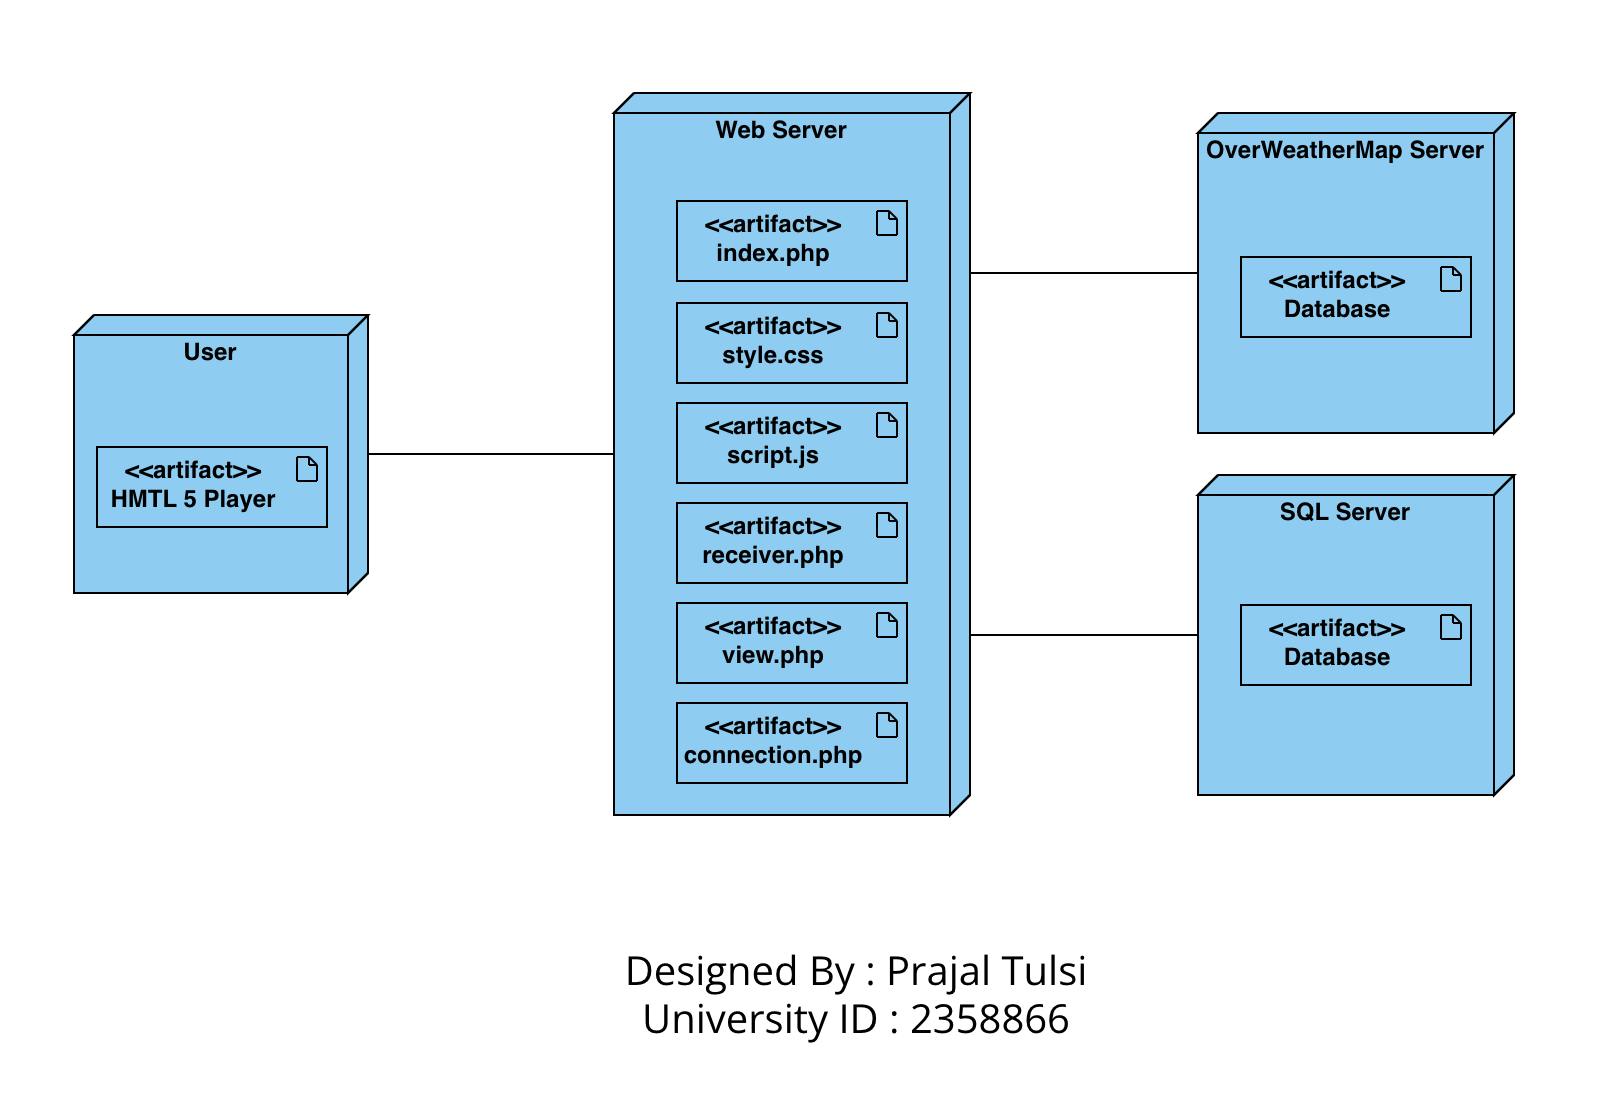 User
<<artifact>>
HMTL 5 Player
Web Server
<<artifact>>
index.php
<<artifact>>
style.css
<<artifact>>
script.js
<<artifact>>
receiver.php
<<artifact>>
view.php
<<artifact>>
connection.php
OverWeatherMap Server
<<artifact>>
Database
SQL Server
<<artifact>>
Database
Designed By : Prajal Tulsi
University ID : 2358866